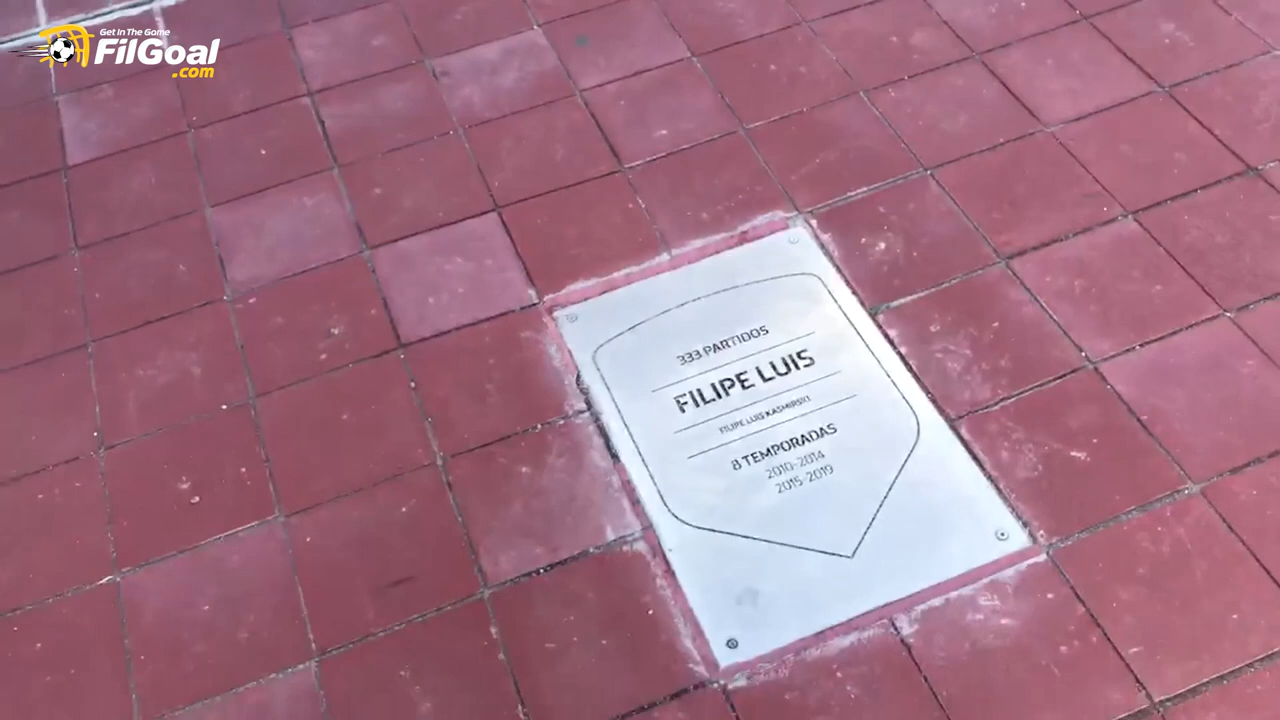 Get In The Game
FilGoal
.com
333 PARTIDOS
FILIPE LUIS
FILIPE LUIS KASMIRSKI
8 TEMPORADAS
2010-2014
2015-2019